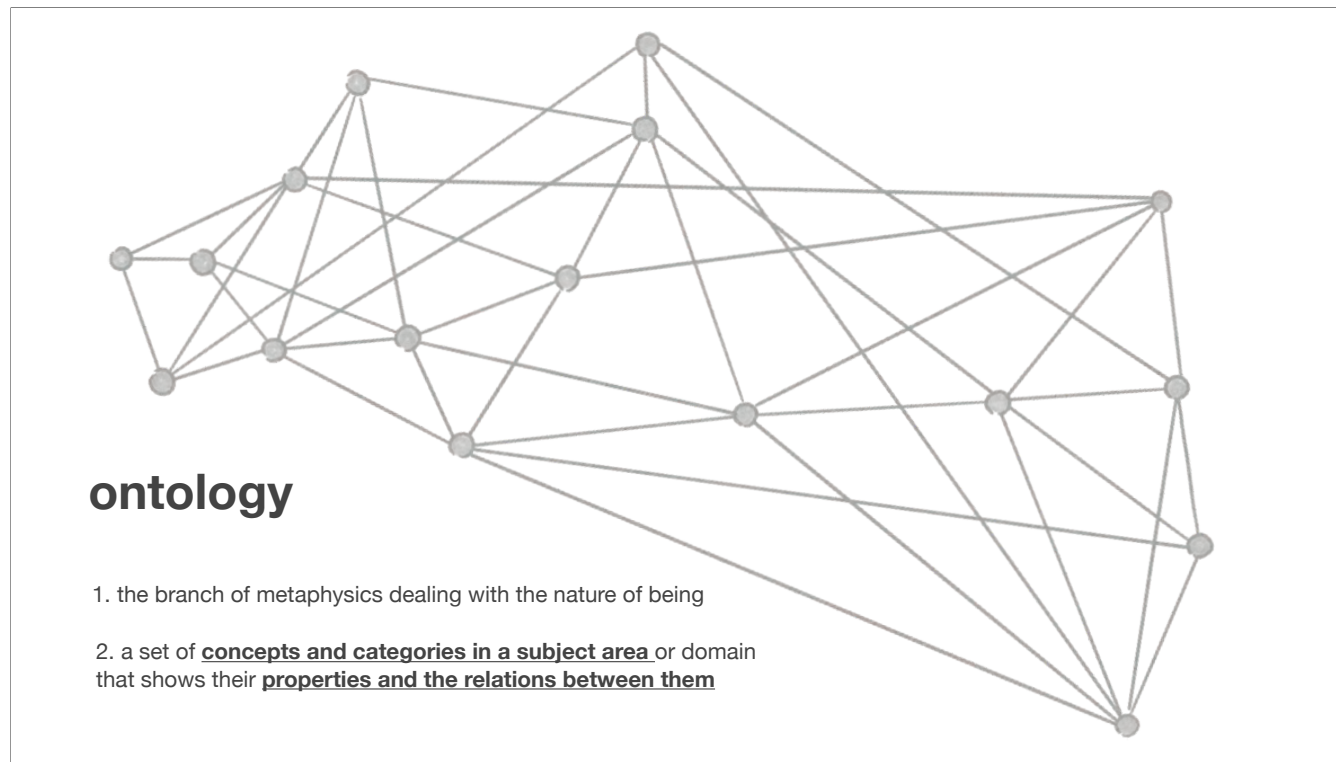 ontology
1. the branch of metaphysics dealing with the nature of being
2. a set of concepts and categories in a subject area or domain
that shows their properties and the relations between them